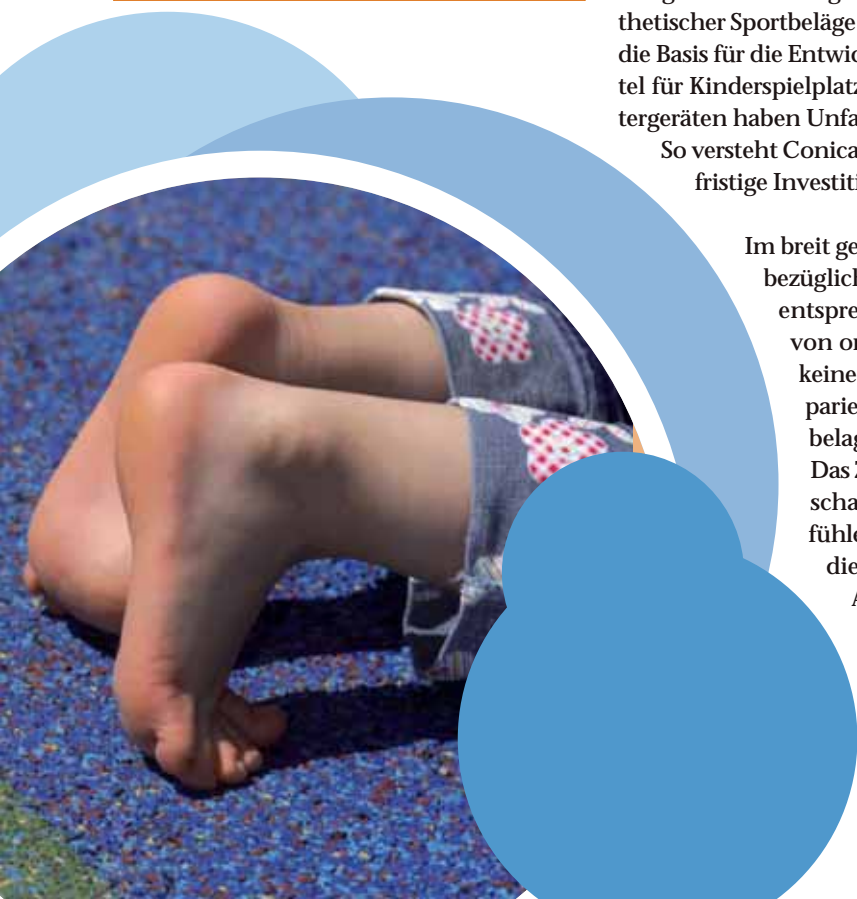 thetischer Sportbeläge
die Basis für die Entwic
tel für Kinderspielplatz
tergeräten haben Unfa
So versteht Conica
fristige Investiti
Im breit ge
bezüglich
entspre
von or
keine
parie
belag
Das
scha
fühle
die